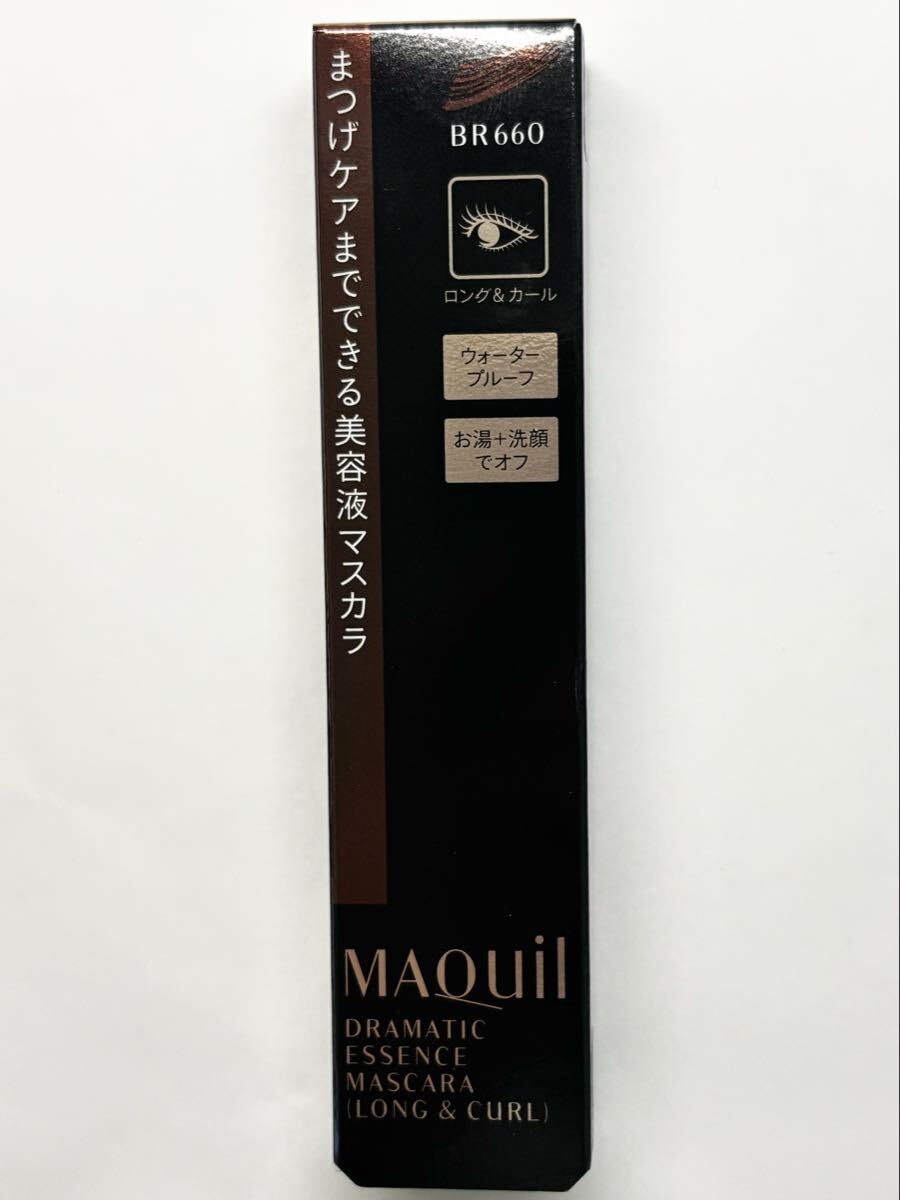 まつげケアまでできる美容液マスカラ
BR660
ロング&カール
ウォーター
プルーフ
お湯+洗顔
でオフ
MAQUil
DRAMATIC
ESSENCE
MASCARA
(LONG & CURL)